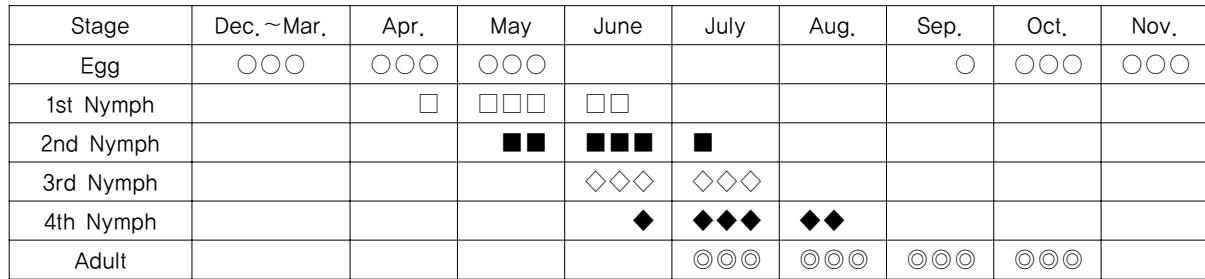 Stage Dec.~Mar. Apr. May June July Aug. Sep. Oct. Nov.
Egg ○○○ ○○○ ○○○ ○ ○○○ ○○○
1st Nymph □ □□□ □□
2nd Nymph ■■ ■■■ ■
3rd Nymph ◇◇◇ ◇◇◇
4th Nymph ◆ ◆◆◆ ◆◆
Adult ◎◎◎ ◎◎◎ ◎◎◎ ◎◎◎